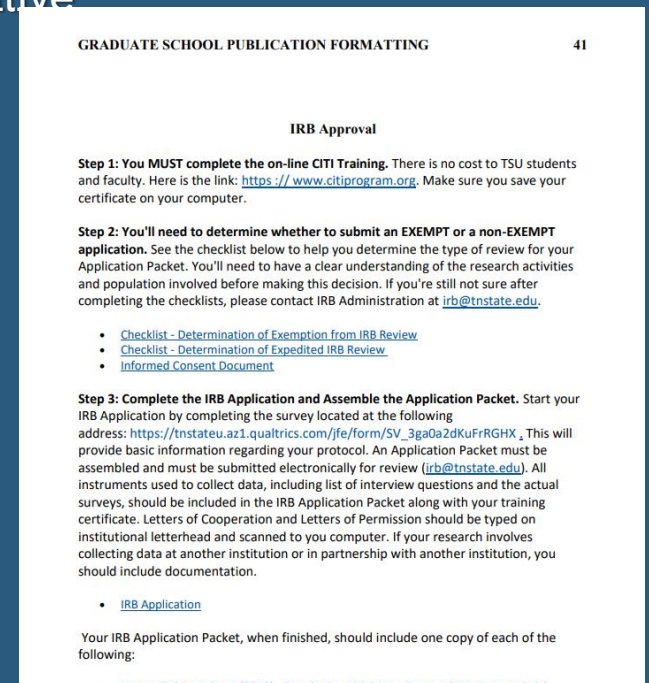 GRADUATE SCHOOL PUBLICATION FORMATTING 41
IRB Approval
Step 1: You MUST complete the on-line CITI Training. There is no cost to TSU students
and faculty. Here is the link: https :// www.citiprogram.org. Make sure you save your
certificate on your computer.
Step 2: You'll need to determine whether to submit an EXEMPT or a non-EXEMPT
application. See the checklist below to help you determine the type of review for your
Application Packet. You'll need to have a clear understanding of the research activities
and population involved before making this decision. If you're still not sure after
completing the checklists, please contact IRB Administration at irb@tnstate.edu.
• Checklist - Determination of Exemption from IRB Review
• Checklist - Determination of Expedited IRB Review
• Informed Consent Document
Step 3: Complete the IRB Application and Assemble the Application Packet. Start your
IRB Application by completing the survey located at the following
address: https://tnstateu.az1.qualtrics.com/jfe/form/SV_3ga0a2dKuFrRGHX . This will
provide basic information regarding your protocol. An Application Packet must be
assembled and must be submitted electronically for review (irb@tnstate.edu). All
instruments used to collect data, including list of interview questions and the actual
surveys, should be included in the IRB Application Packet along with your training
certificate. Letters of Cooperation and Letters of Permission should be typed on
institutional letterhead and scanned to you computer. If your research involves
collecting data at another institution or in partnership with another institution, you
should include documentation.
• IRB Application
Your IRB Application Packet, when finished, should include one copy of each of the
following: